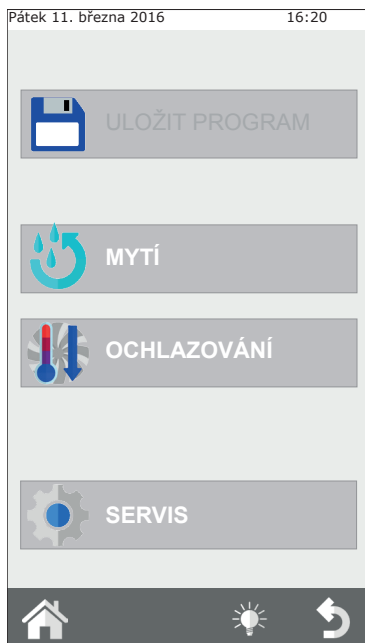 Pátek 11. března 2016 16:20
ULOŽIT PROGRAM
MYTÍ
OCHLAZOVÁNÍ
SERVIS